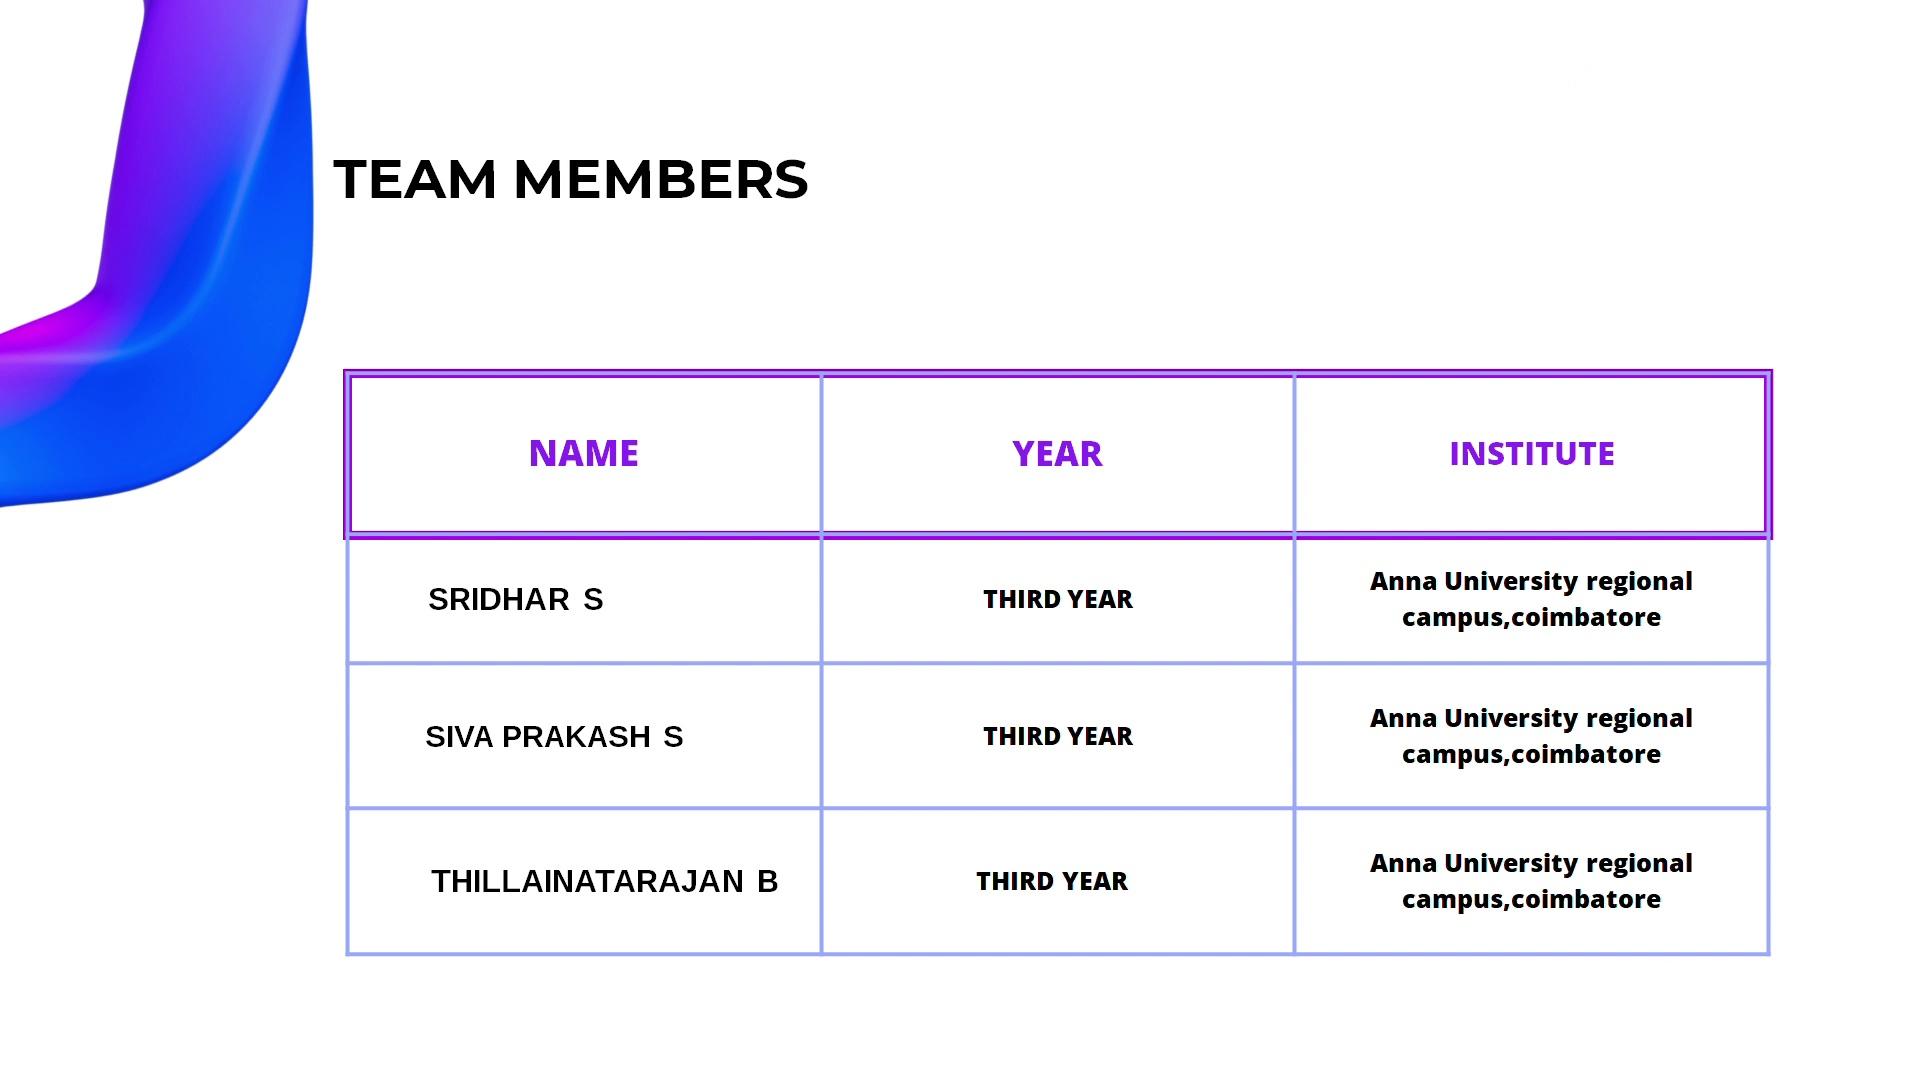 TEAM MEMBERS
NAME YEAR INSTITUTE
SRIDHAR S THIRD YEAR Anna University regional
campus,coimbatore
SIVA PRAKASH S THIRD YEAR Anna University regional
campus,coimbatore
THILLAINATARAJAN B THIRD YEAR Anna University regional
campus,coimbatore